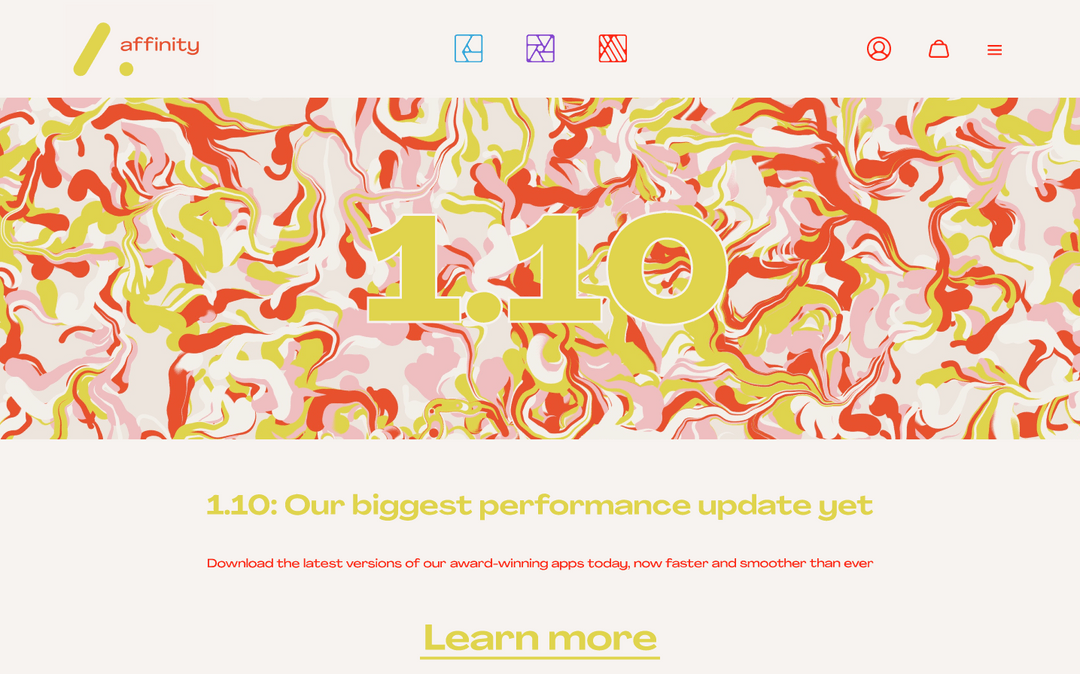 affinity
1.10
1.10: Our biggest performance update yet
Download the latest versions of our award-winning apps today, now faster and smoother than ever
Learn more